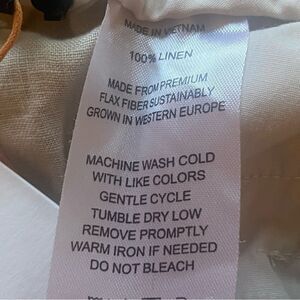 MADE IN VIETNAM
100% LINEN
MADE FROM PREMIUM
FLAX FIBER SUSTAINABLY
GROWN IN WESTERN EUROPE
MACHINE WASH COLD
WITH LIKE COLORS
GENTLE CYCLE
TUMBLE DRY LOW
REMOVE PROMPTLY
WARM IRON IF NEEDED
DO NOT BLEACH